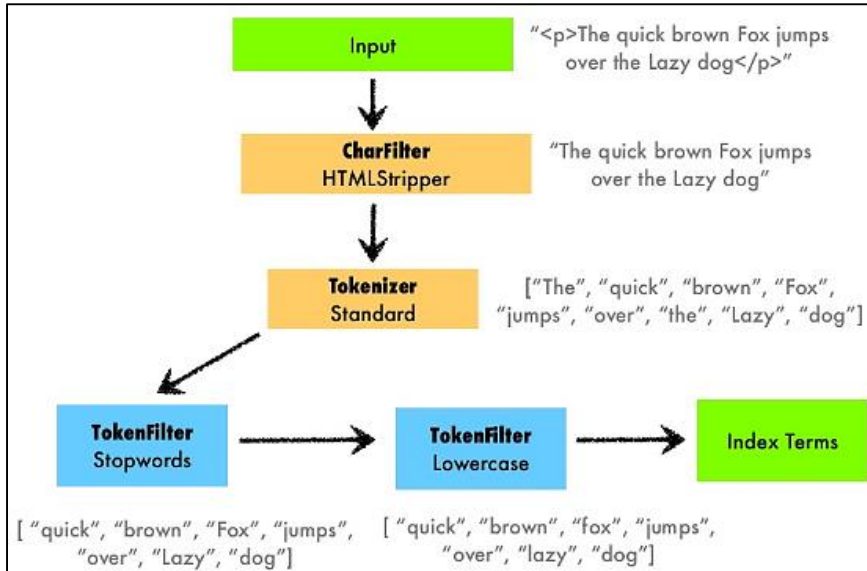 Input
“<p>The quick brown Fox jumps
over the Lazy dog</p>”
CharFilter
HTMLStripper
“The quick brown Fox jumps
over the Lazy dog”
Tokenizer
Standard
[“The”, “quick”, “brown”, “Fox”,
“jumps”, “over”, “the”, “Lazy”, “dog”]
TokenFilter
Stopwords
TokenFilter
Lowercase
Index Terms
[ “quick”, “brown”, “Fox”, “jumps”,
“over”, “Lazy”, “dog”]
[ “quick”, “brown”, “fox”, “jumps”,
“over”, “lazy”, “dog”]